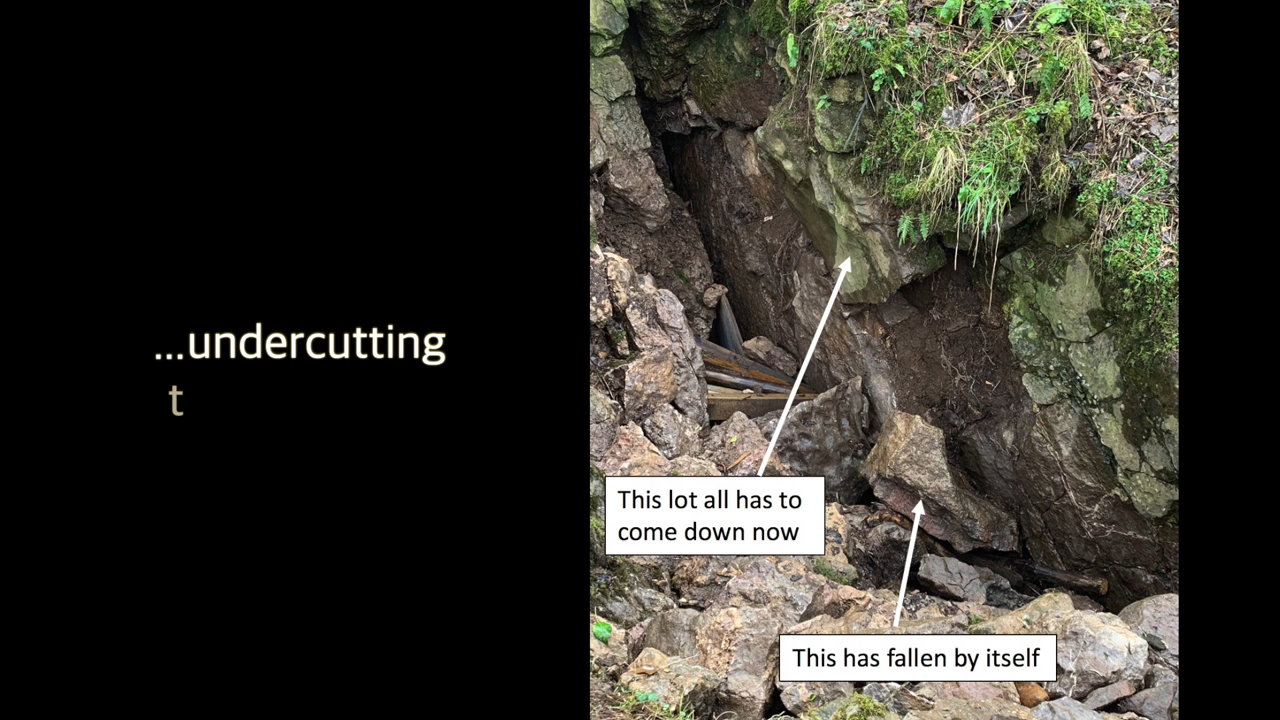 ...undercutting
t
This lot all has to
come down now
This has fallen by itself